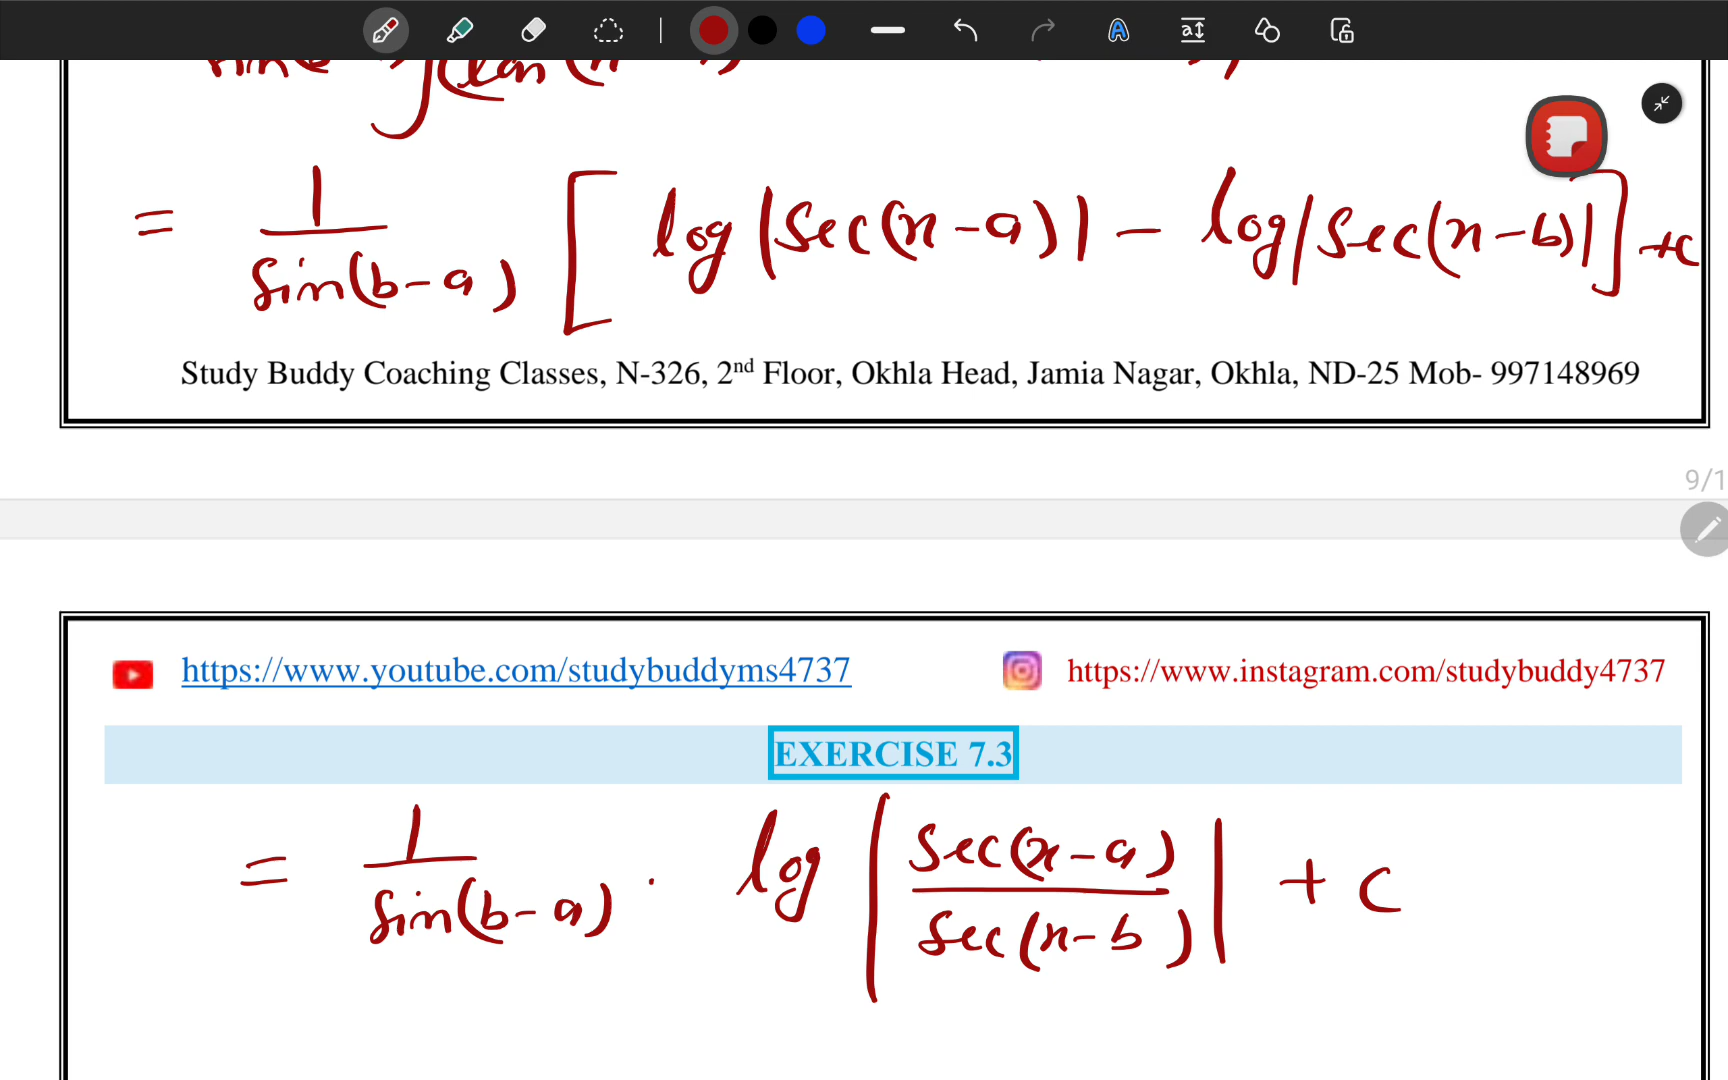 = 1/sin(b-a) [ log|sec(x-a)| - log|sec(x-b)| ] + c
Study Buddy Coaching Classes, N-326, 2nd Floor, Okhla Head, Jamia Nagar, Okhla, ND-25 Mob- 997148969
9/1
https://www.youtube.com/studybuddyms4737 https://www.instagram.com/studybuddy4737
EXERCISE 7.3
= 1/sin(b-a) . log | sec(x-a)/sec(x-b) | + c